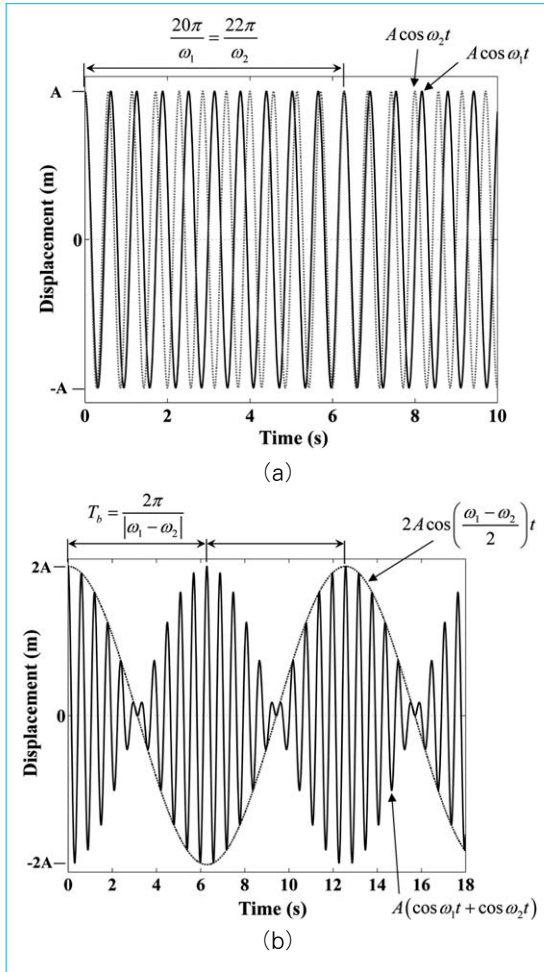 20π/ω₁ = 22π/ω₂
A cos ω₂t
A cos ω₁t
Displacement (m)
A
0
-A
0 2 4 6 8 10
Time (s)
(a)
T_b = 2π/|ω₁ − ω₂|
2A cos((ω₁ − ω₂)/2)t
Displacement (m)
2A
0
-2A
0 2 4 6 8 10 12 14 16 18
Time (s)
A(cos ω₁t + cos ω₂t)
(b)